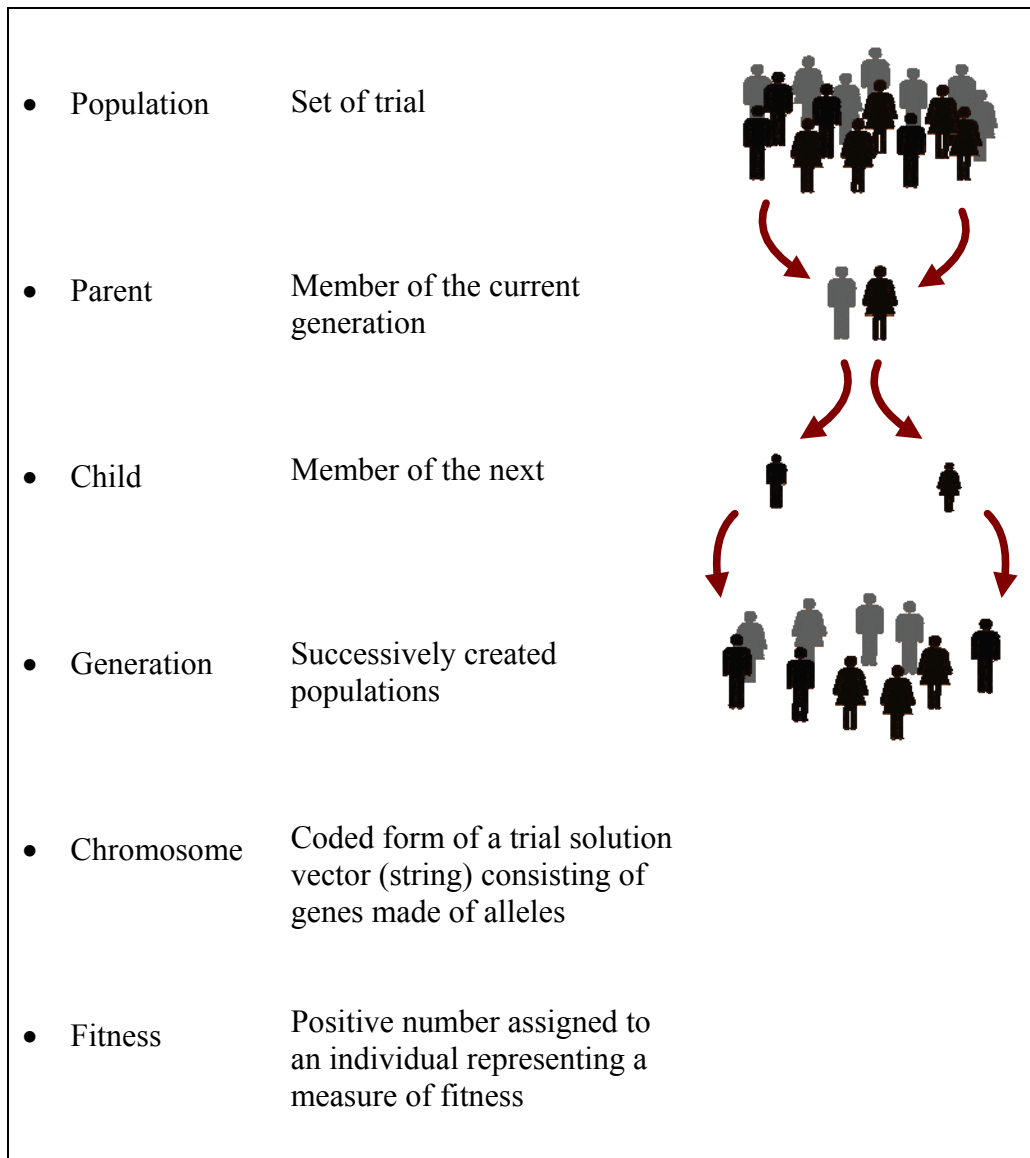 • Population Set of trial
• Parent Member of the current
generation
• Child Member of the next
• Generation Successively created
populations
• Chromosome Coded form of a trial solution
vector (string) consisting of
genes made of alleles
• Fitness Positive number assigned to
an individual representing a
measure of fitness